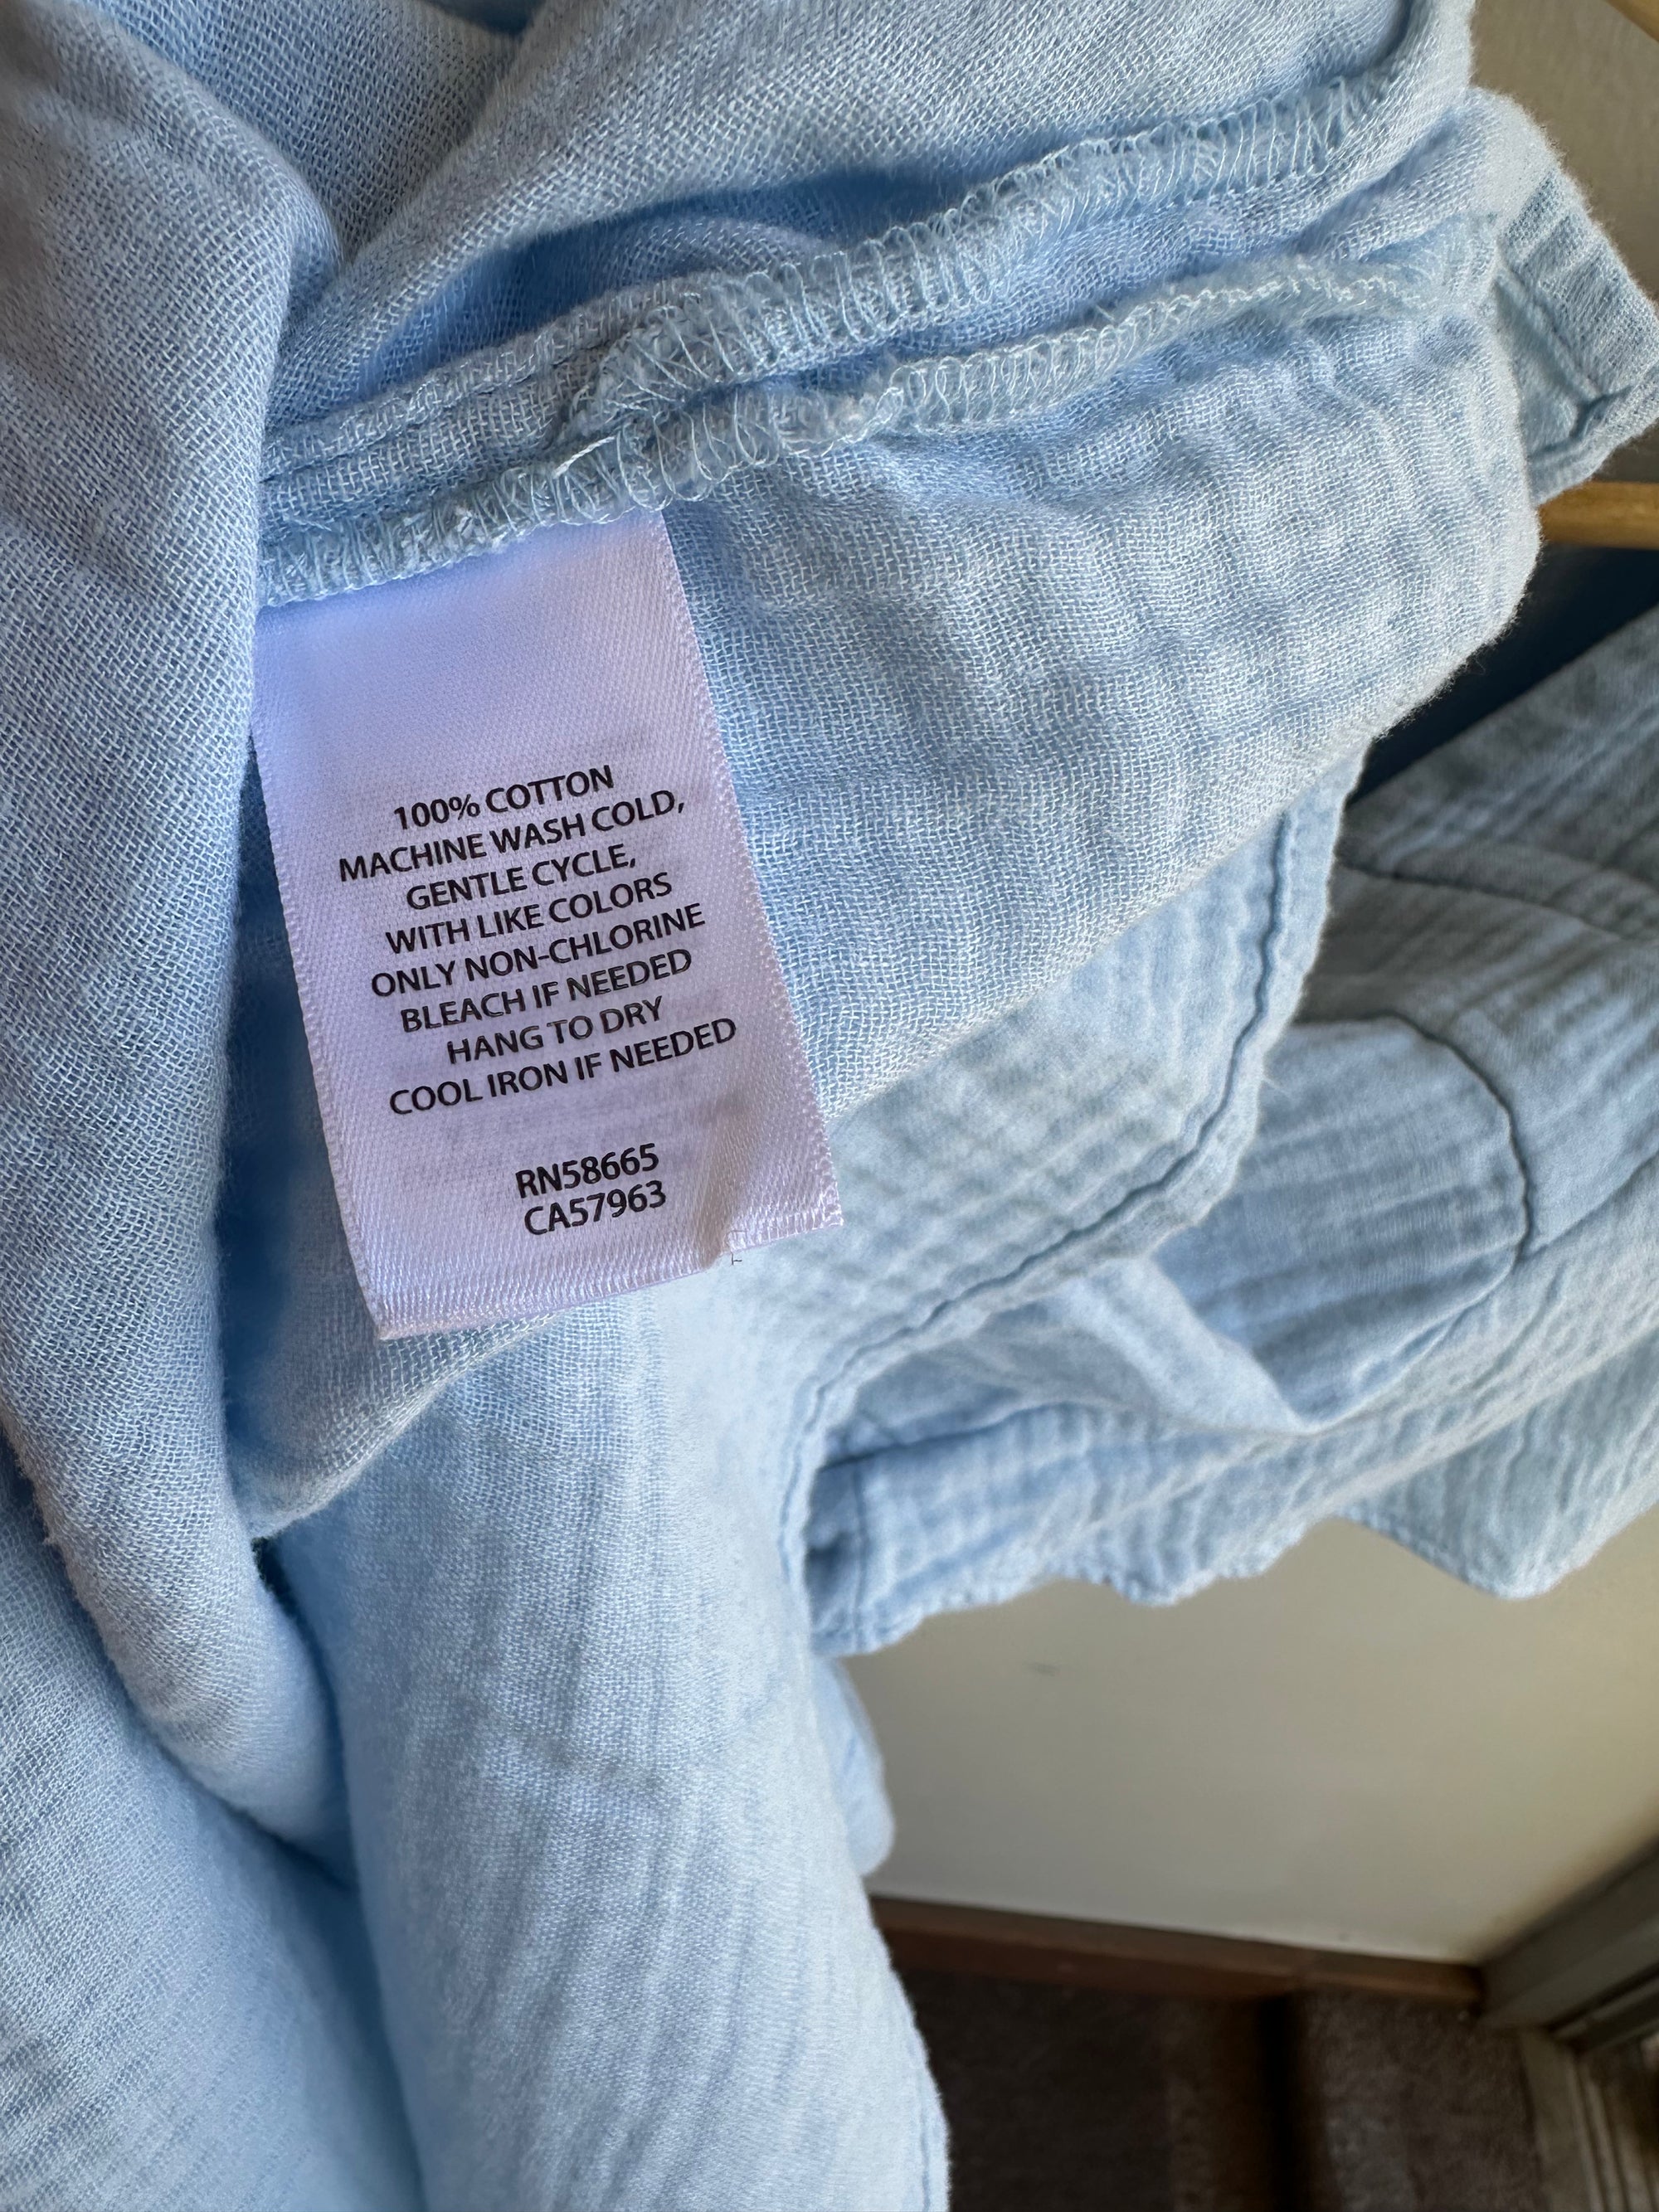 100% COTTON
MACHINE WASH COLD,
GENTLE CYCLE,
WITH LIKE COLORS
ONLY NON-CHLORINE
BLEACH IF NEEDED
HANG TO DRY
COOL IRON IF NEEDED
RN58665
CA57963